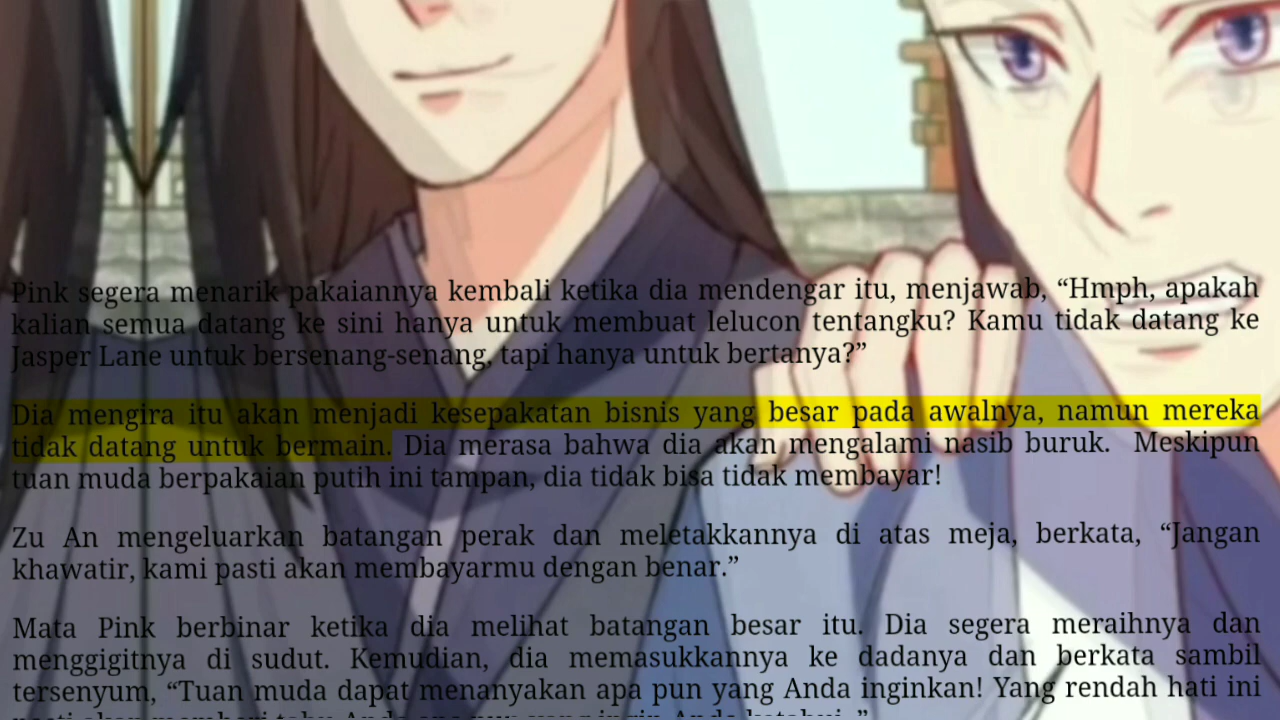 Pink segera menarik pakaiannya kembali ketika dia mendengar itu, menjawab, “Hmph, apakah
kalian semua datang ke sini hanya untuk membuat lelucon tentangku? Kamu tidak datang ke
Jasper Lane untuk bersenang-senang, tapi hanya untuk bertanya?”
Dia mengira itu akan menjadi kesepakatan bisnis yang besar pada awalnya, namun mereka
tidak datang untuk bermain. Dia merasa bahwa dia akan mengalami nasib buruk. Meskipun
tuan muda berpakaian putih ini tampan, dia tidak bisa tidak membayar!
Zu An mengeluarkan batangan perak dan meletakkannya di atas meja, berkata, “Jangan
khawatir, kami pasti akan membayarmu dengan benar.”
Mata Pink berbinar ketika dia melihat batangan besar itu. Dia segera meraihnya dan
menggigitnya di sudut. Kemudian, dia memasukkannya ke dadanya dan berkata sambil
tersenyum, “Tuan muda dapat menanyakan apa pun yang Anda inginkan! Yang rendah hati ini